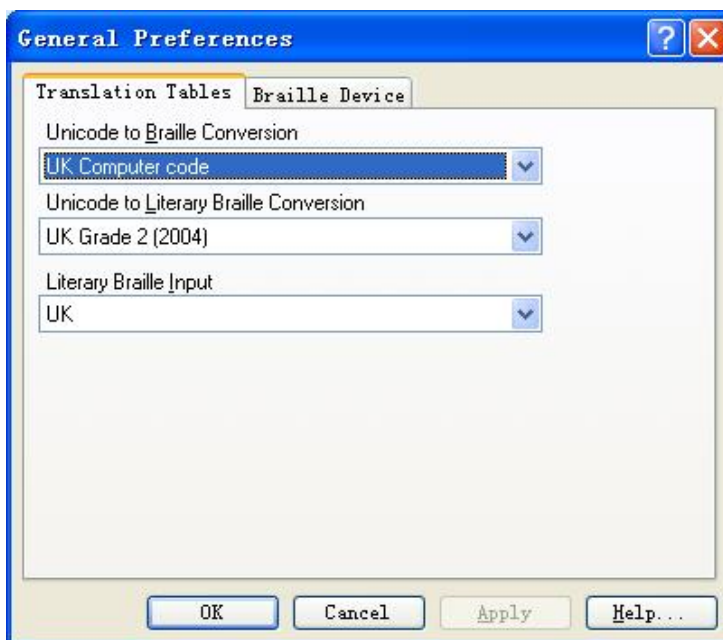 General Preferences
Translation Tables Braille Device
Unicode to Braille Conversion
UK Computer code
Unicode to Literary Braille Conversion
UK Grade 2 (2004)
Literary Braille Input
UK
OK Cancel Apply Help...